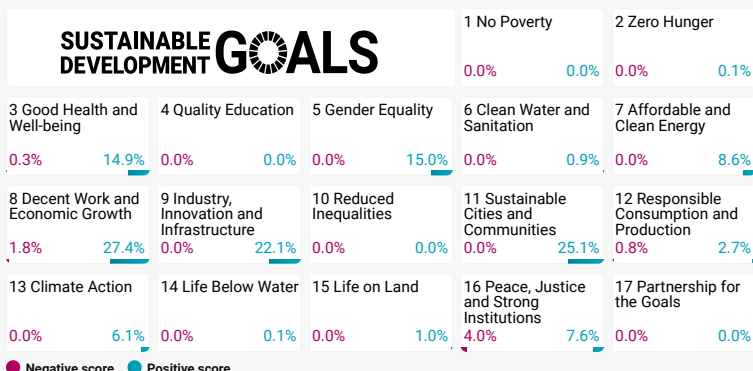 SUSTAINABLE
DEVELOPMENT
GOALS
1 No Poverty
0.0% 0.0%
2 Zero Hunger
0.0% 0.1%
3 Good Health and
Well-being
0.3% 14.9%
4 Quality Education
0.0% 0.0%
5 Gender Equality
0.0% 15.0%
6 Clean Water and
Sanitation
0.0% 0.9%
7 Affordable and
Clean Energy
0.0% 8.6%
8 Decent Work and
Economic Growth
1.8% 27.4%
9 Industry,
Innovation and
Infrastructure
0.0% 22.1%
10 Reduced
Inequalities
0.0% 0.0%
11 Sustainable
Cities and
Communities
0.0% 25.1%
12 Responsible
Consumption and
Production
0.8% 2.7%
13 Climate Action
0.0% 6.1%
14 Life Below Water
0.0% 0.1%
15 Life on Land
0.0% 1.0%
16 Peace, Justice
and Strong
Institutions
4.0% 7.6%
17 Partnership for
the Goals
0.0% 0.0%
Negative score Positive score